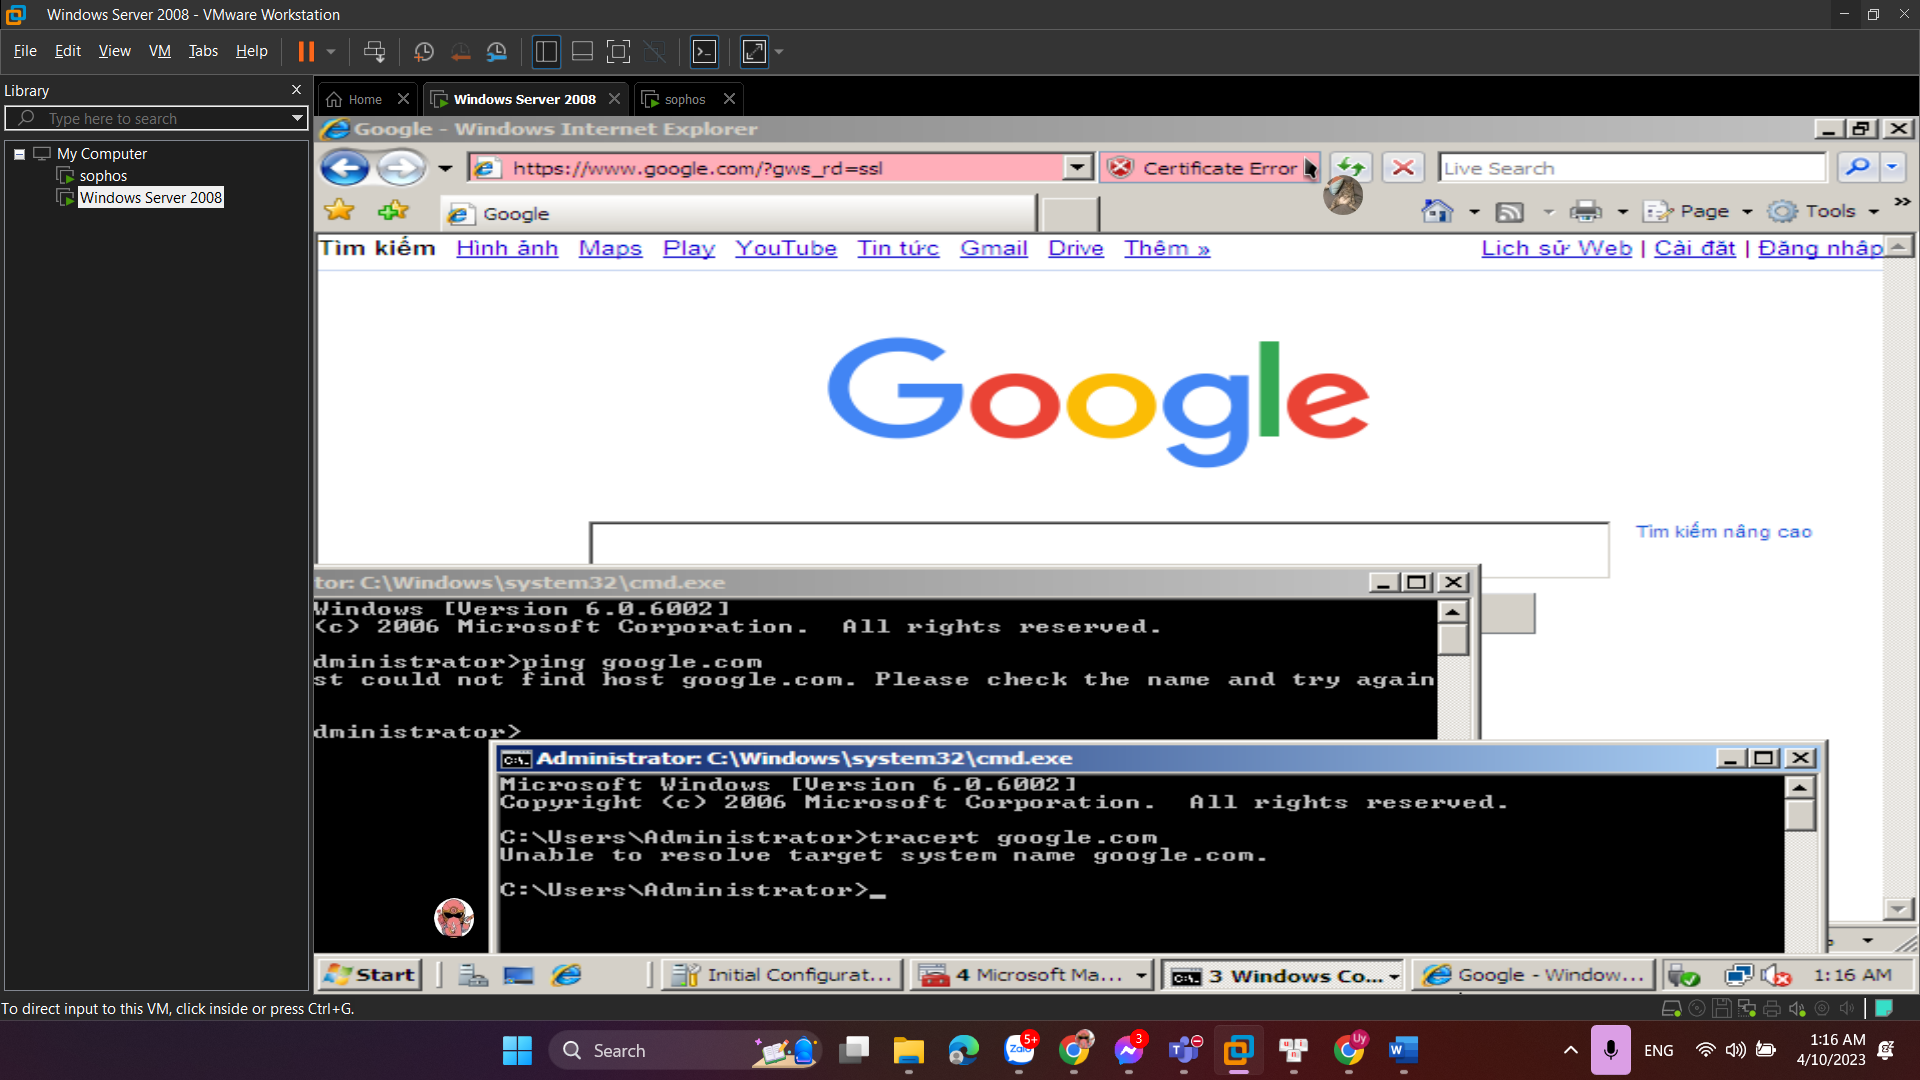 Windows Server 2008 - VMware Workstation
File Edit View VM Tabs Help
Library
Type here to search
My Computer
sophos
Windows Server 2008
Home
Windows Server 2008
sophos
Google - Windows Internet Explorer
https://www.google.com/?gws_rd=ssl
Certificate Error
Live Search
Google
Page
Tools
Tìm kiếm Hình ảnh Maps Play YouTube Tin tức Gmail Drive Thêm »
Lịch sử Web | Cài đặt | Đăng nhập
Google
Tìm kiếm nâng cao
tor: C:\Windows\system32\cmd.exe
Windows [Version 6.0.6002]
(c) 2006 Microsoft Corporation.  All rights reserved.
dministrator>ping google.com
st could not find host google.com. Please check the name and try again
dministrator>
Administrator: C:\Windows\system32\cmd.exe
Microsoft Windows [Version 6.0.6002]
Copyright (c) 2006 Microsoft Corporation.  All rights reserved.
C:\Users\Administrator>tracert google.com
Unable to resolve target system name google.com.
C:\Users\Administrator>_
Start
Initial Configurat...
4 Microsoft Ma...
3 Windows Co...
Google - Window...
1:16 AM
To direct input to this VM, click inside or press Ctrl+G.
Search
Zalo
5+
3
Uy
ENG
1:16 AM
4/10/2023